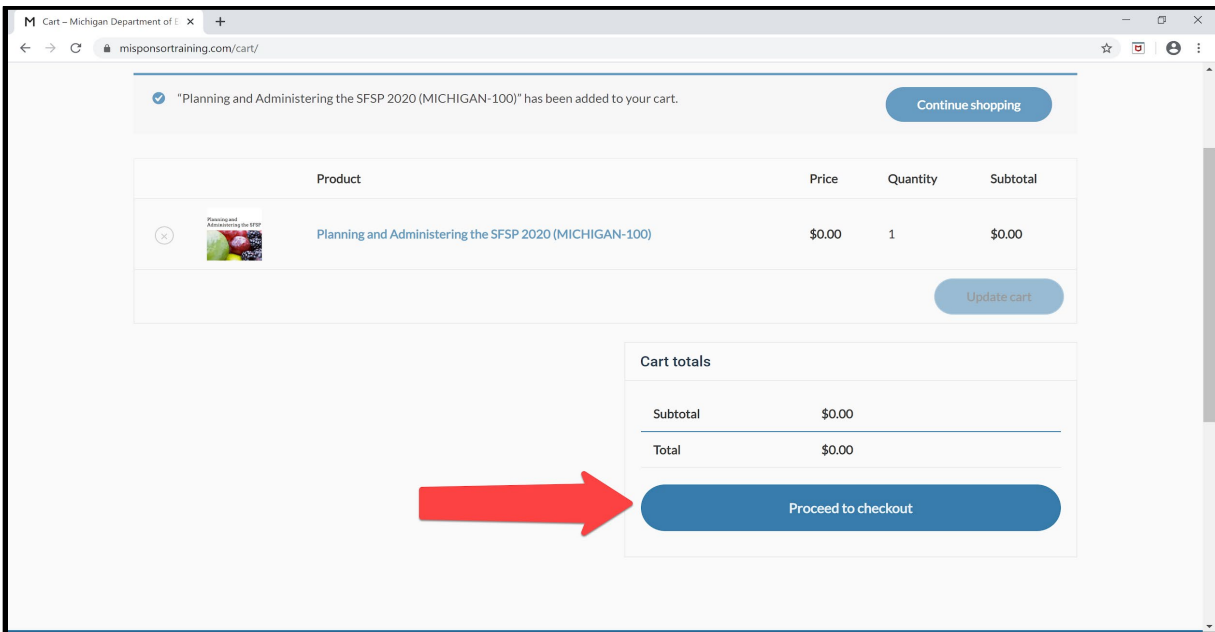 Cart – Michigan Department of E
misponsortraining.com/cart/
“Planning and Administering the SFSP 2020 (MICHIGAN-100)” has been added to your cart.
Continue shopping
Product Price Quantity Subtotal
Planning and
Administering the SFSP
Planning and Administering the SFSP 2020 (MICHIGAN-100) $0.00 1 $0.00
Update cart
Cart totals
Subtotal $0.00
Total $0.00
Proceed to checkout